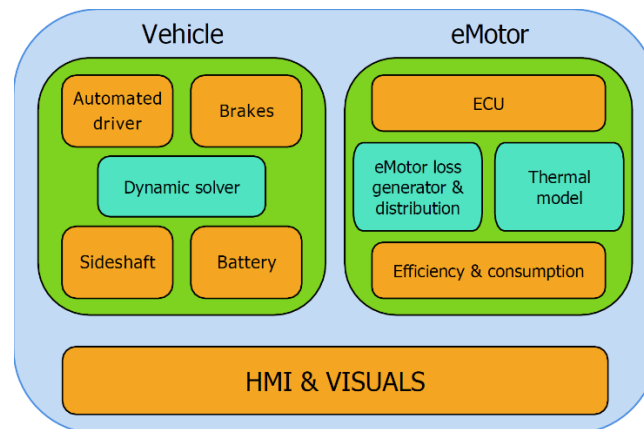 Vehicle
eMotor
Automated
driver
Brakes
Dynamic solver
Sideshaft
Battery
ECU
eMotor loss
generator &
distribution
Thermal
model
Efficiency & consumption
HMI & VISUALS